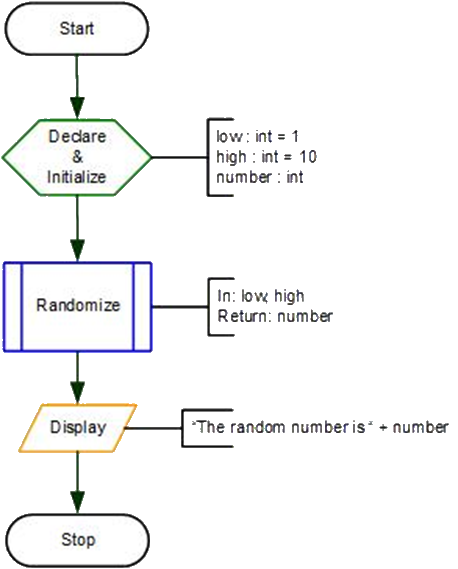 Start
Declare
&
Initialize
low : int = 1
high : int = 10
number : int
Randomize
In: low, high
Return: number
Display
"The random number is " + number
Stop